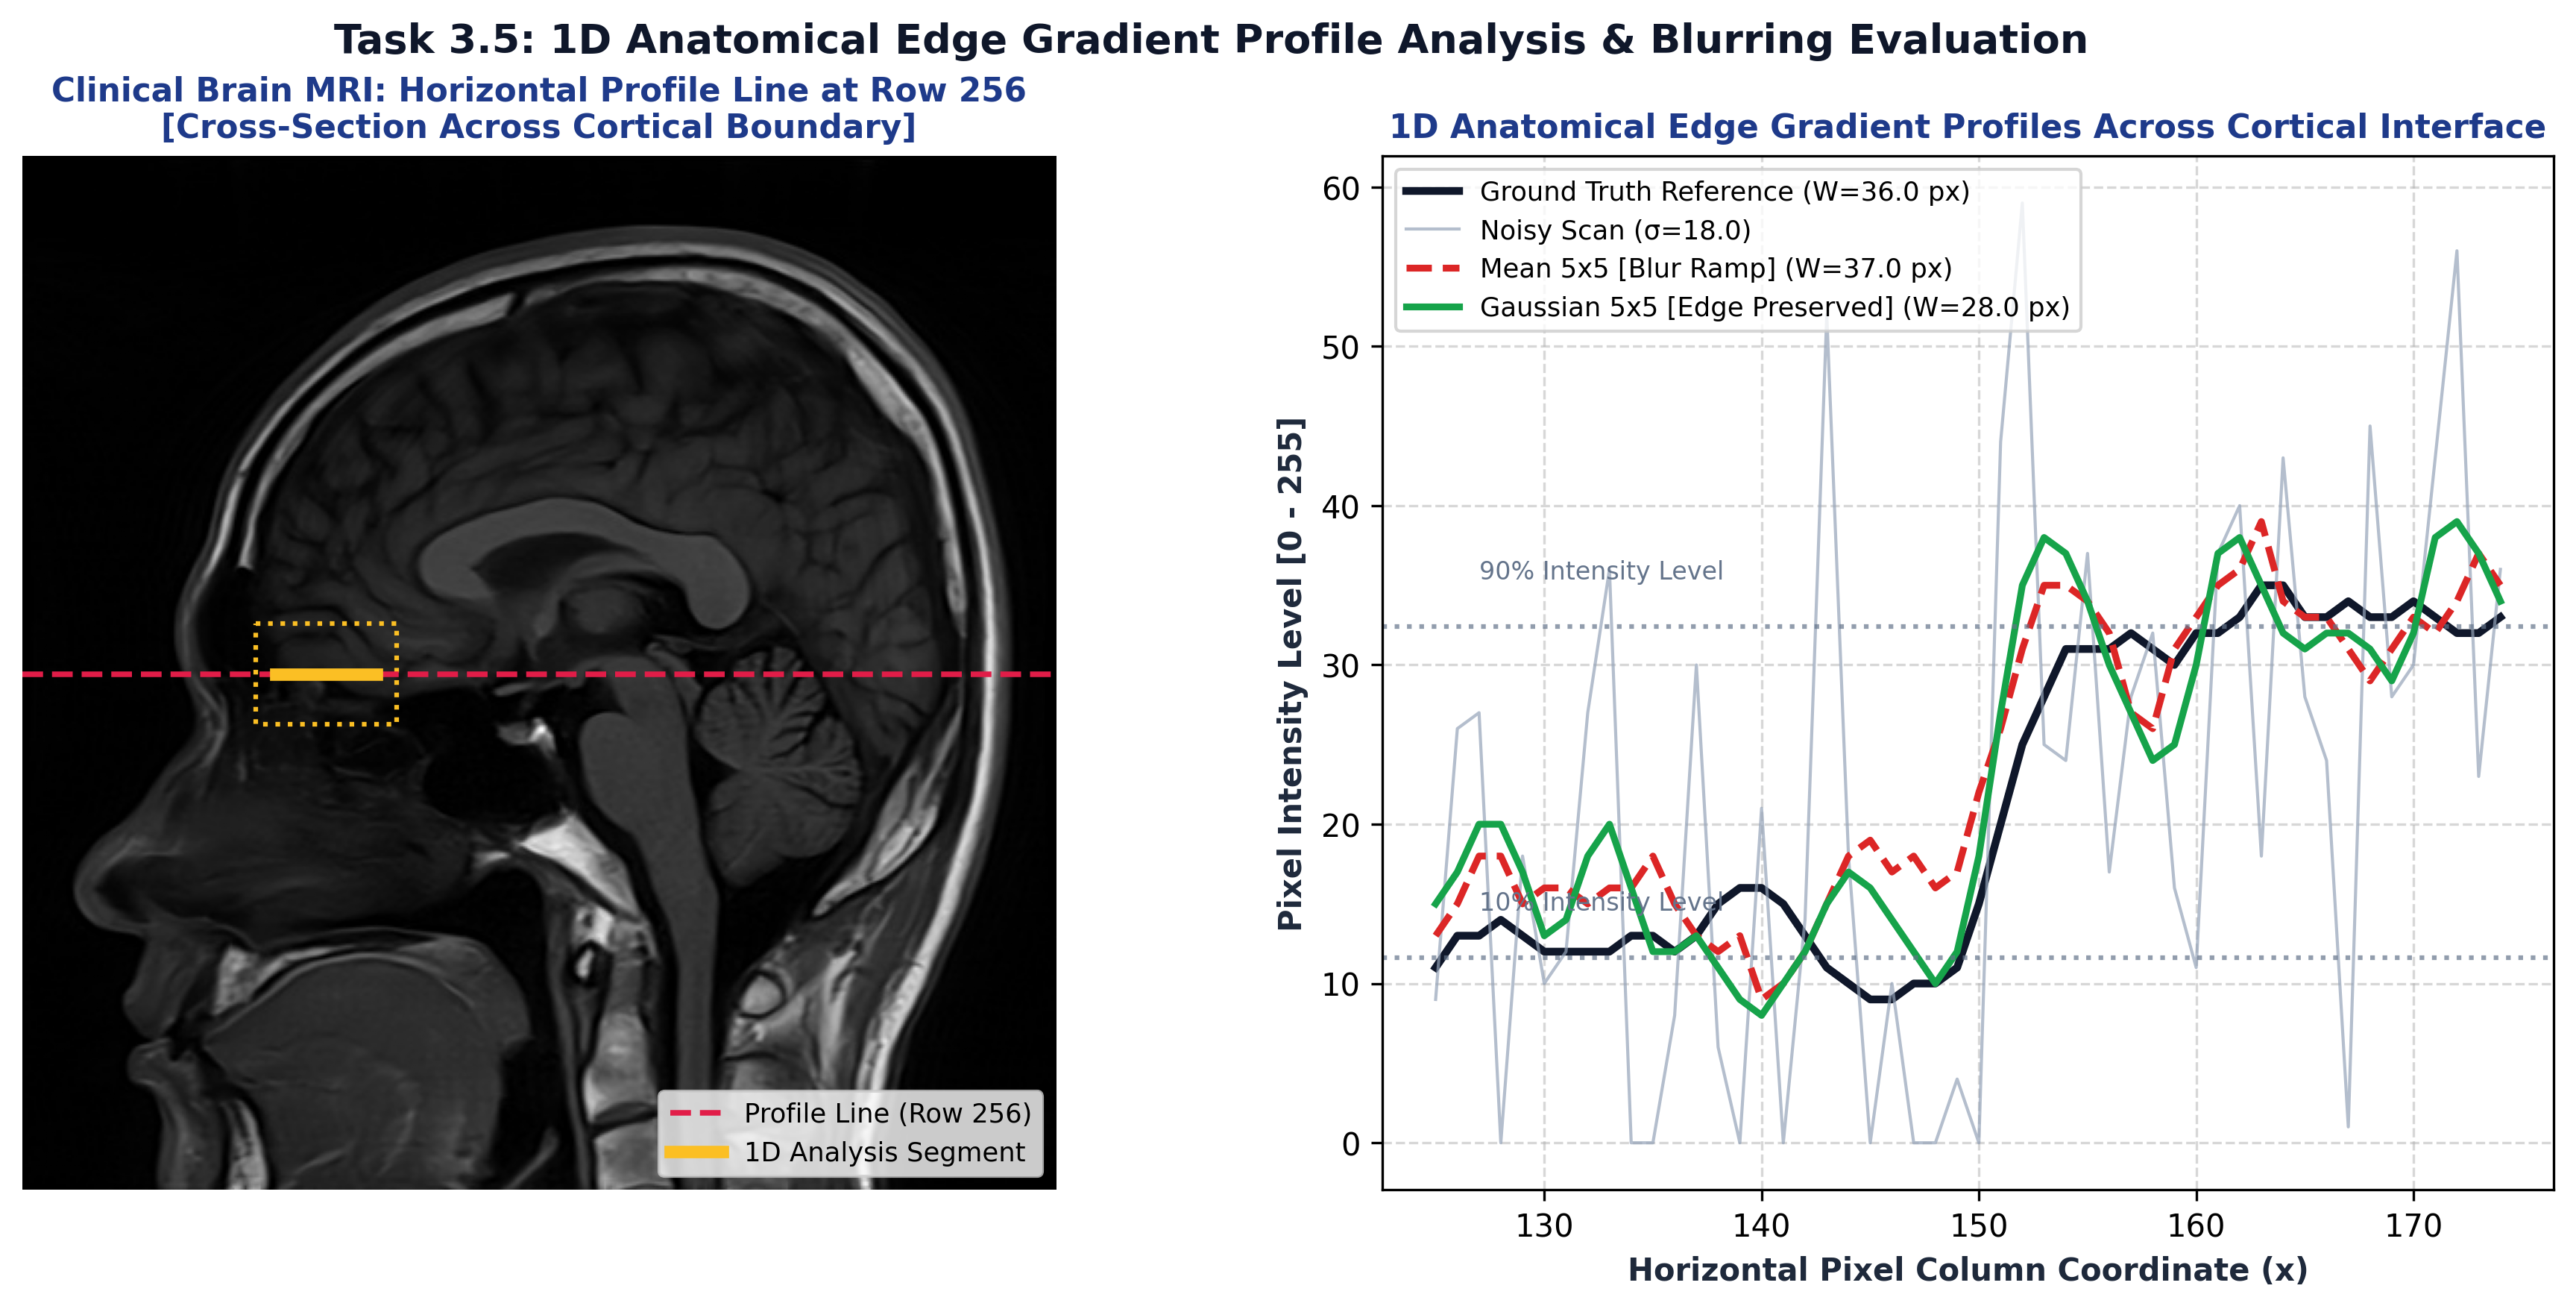 Task 3.5: 1D Anatomical Edge Gradient Profile Analysis & Blurring Evaluation
Clinical Brain MRI: Horizontal Profile Line at Row 256
[Cross-Section Across Cortical Boundary]
Profile Line (Row 256)
1D Analysis Segment
1D Anatomical Edge Gradient Profiles Across Cortical Interface
Ground Truth Reference (W=36.0 px)
Noisy Scan (σ=18.0)
Mean 5x5 [Blur Ramp] (W=37.0 px)
Gaussian 5x5 [Edge Preserved] (W=28.0 px)
90% Intensity Level
10% Intensity Level
Pixel Intensity Level [0 - 255]
60
50
40
30
20
10
0
130 140 150 160 170
Horizontal Pixel Column Coordinate (x)